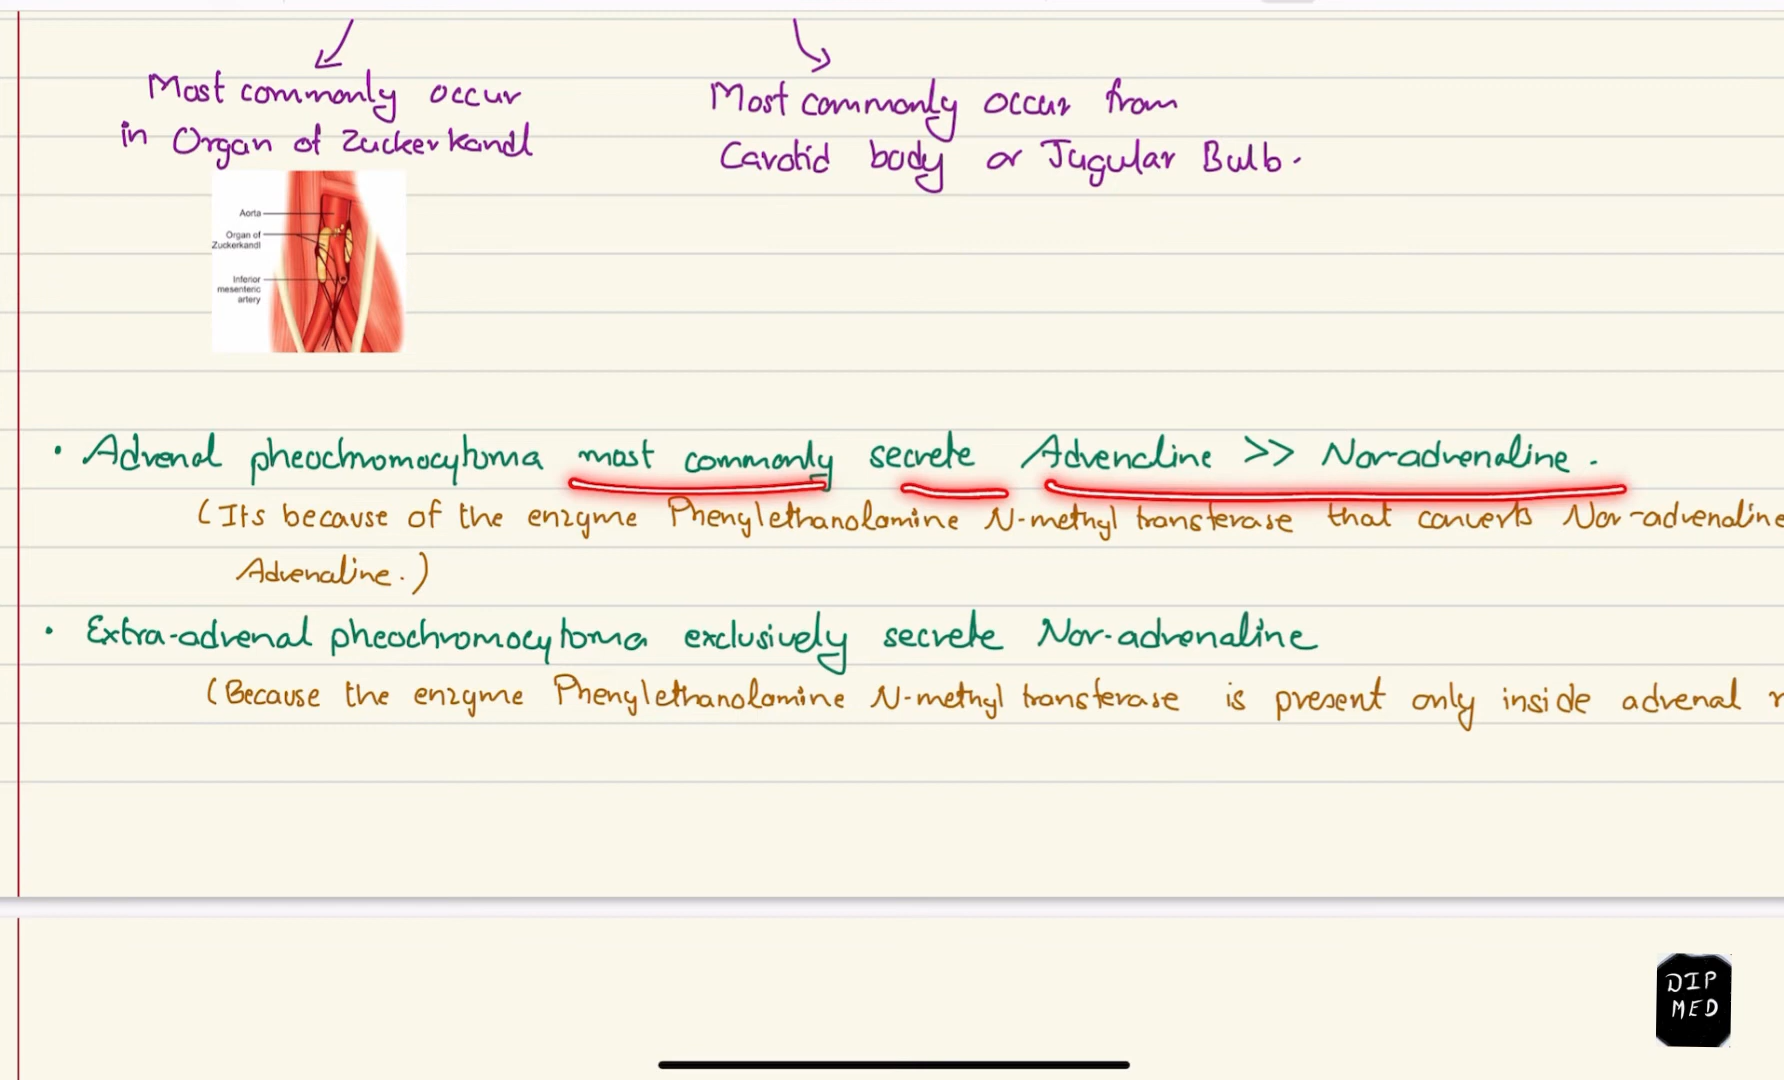 Most commonly occur
in Organ of Zuckerkandl
Most commonly occur from
Carotid body or Jugular Bulb.
Aorta
Organ of
Zuckerkandl
Inferior
mesenteric
artery
• Adrenal pheochromocytoma most commonly secrete Adrenaline >> Nor-adrenaline.
(Its because of the enzyme Phenylethanolamine N-methyl transferase that converts Nor-adrenaline
Adrenaline.)
• Extra-adrenal pheochromocytoma exclusively secrete Nor-adrenaline
(Because the enzyme Phenylethanolamine N-methyl transferase is present only inside adrenal
DIP
MED